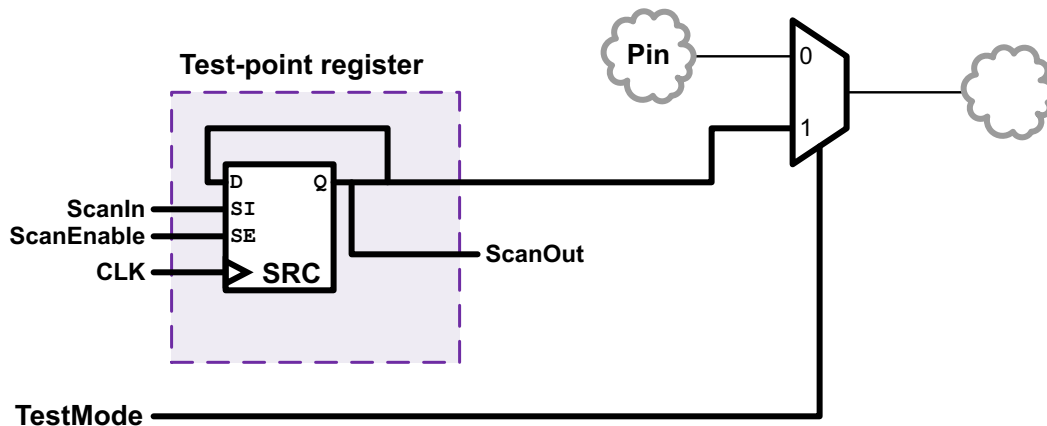 Pin
0
Test-point register
1
D Q
ScanIn SI
ScanEnable SE
ScanOut
CLK SRC
TestMode